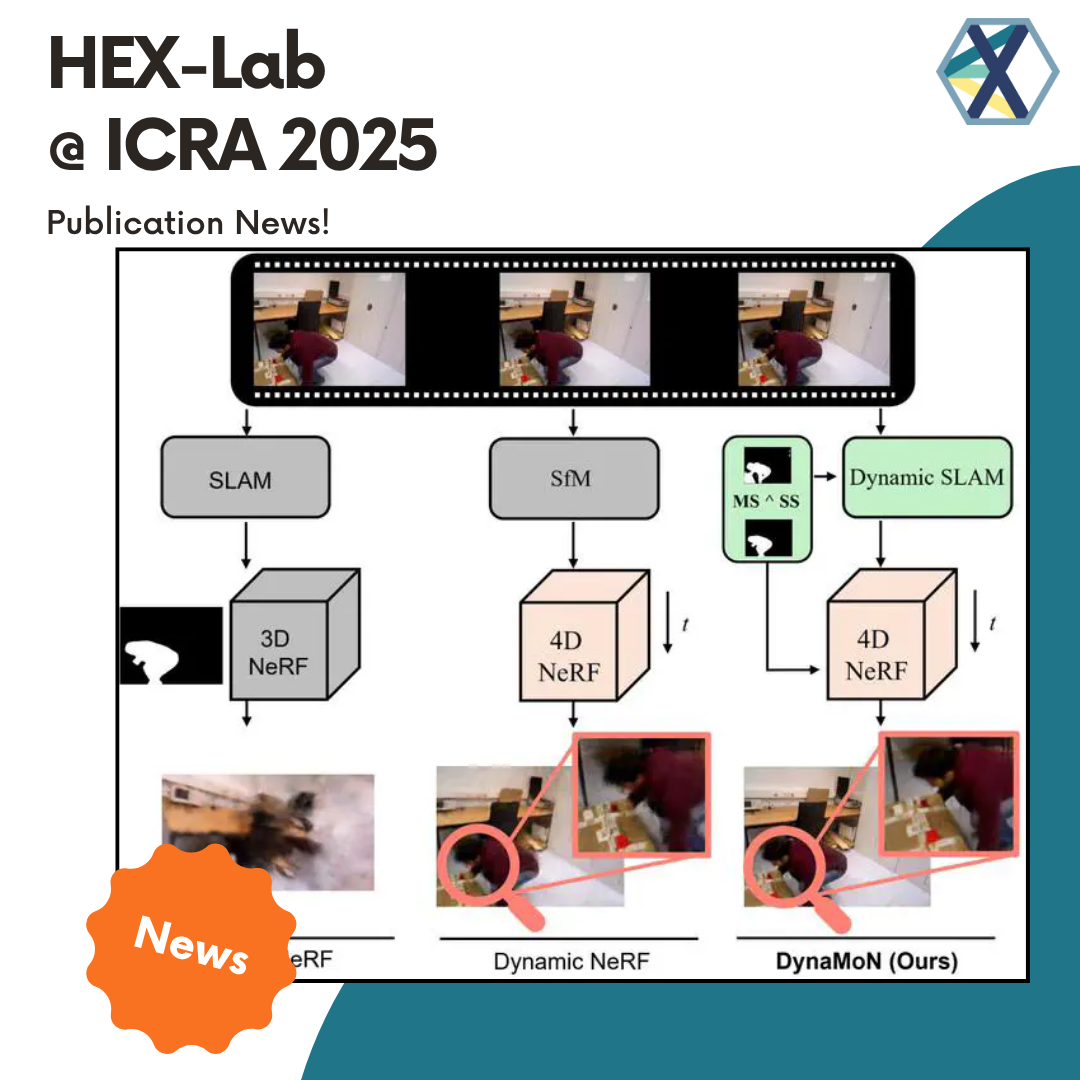 HEX-Lab
@ ICRA 2025
Publication News!
SLAM
SfM
MS ^ SS
Dynamic SLAM
3D
NeRF
4D
NeRF
t
4D
NeRF
t
News
eRF
Dynamic NeRF
DynaMoN (Ours)